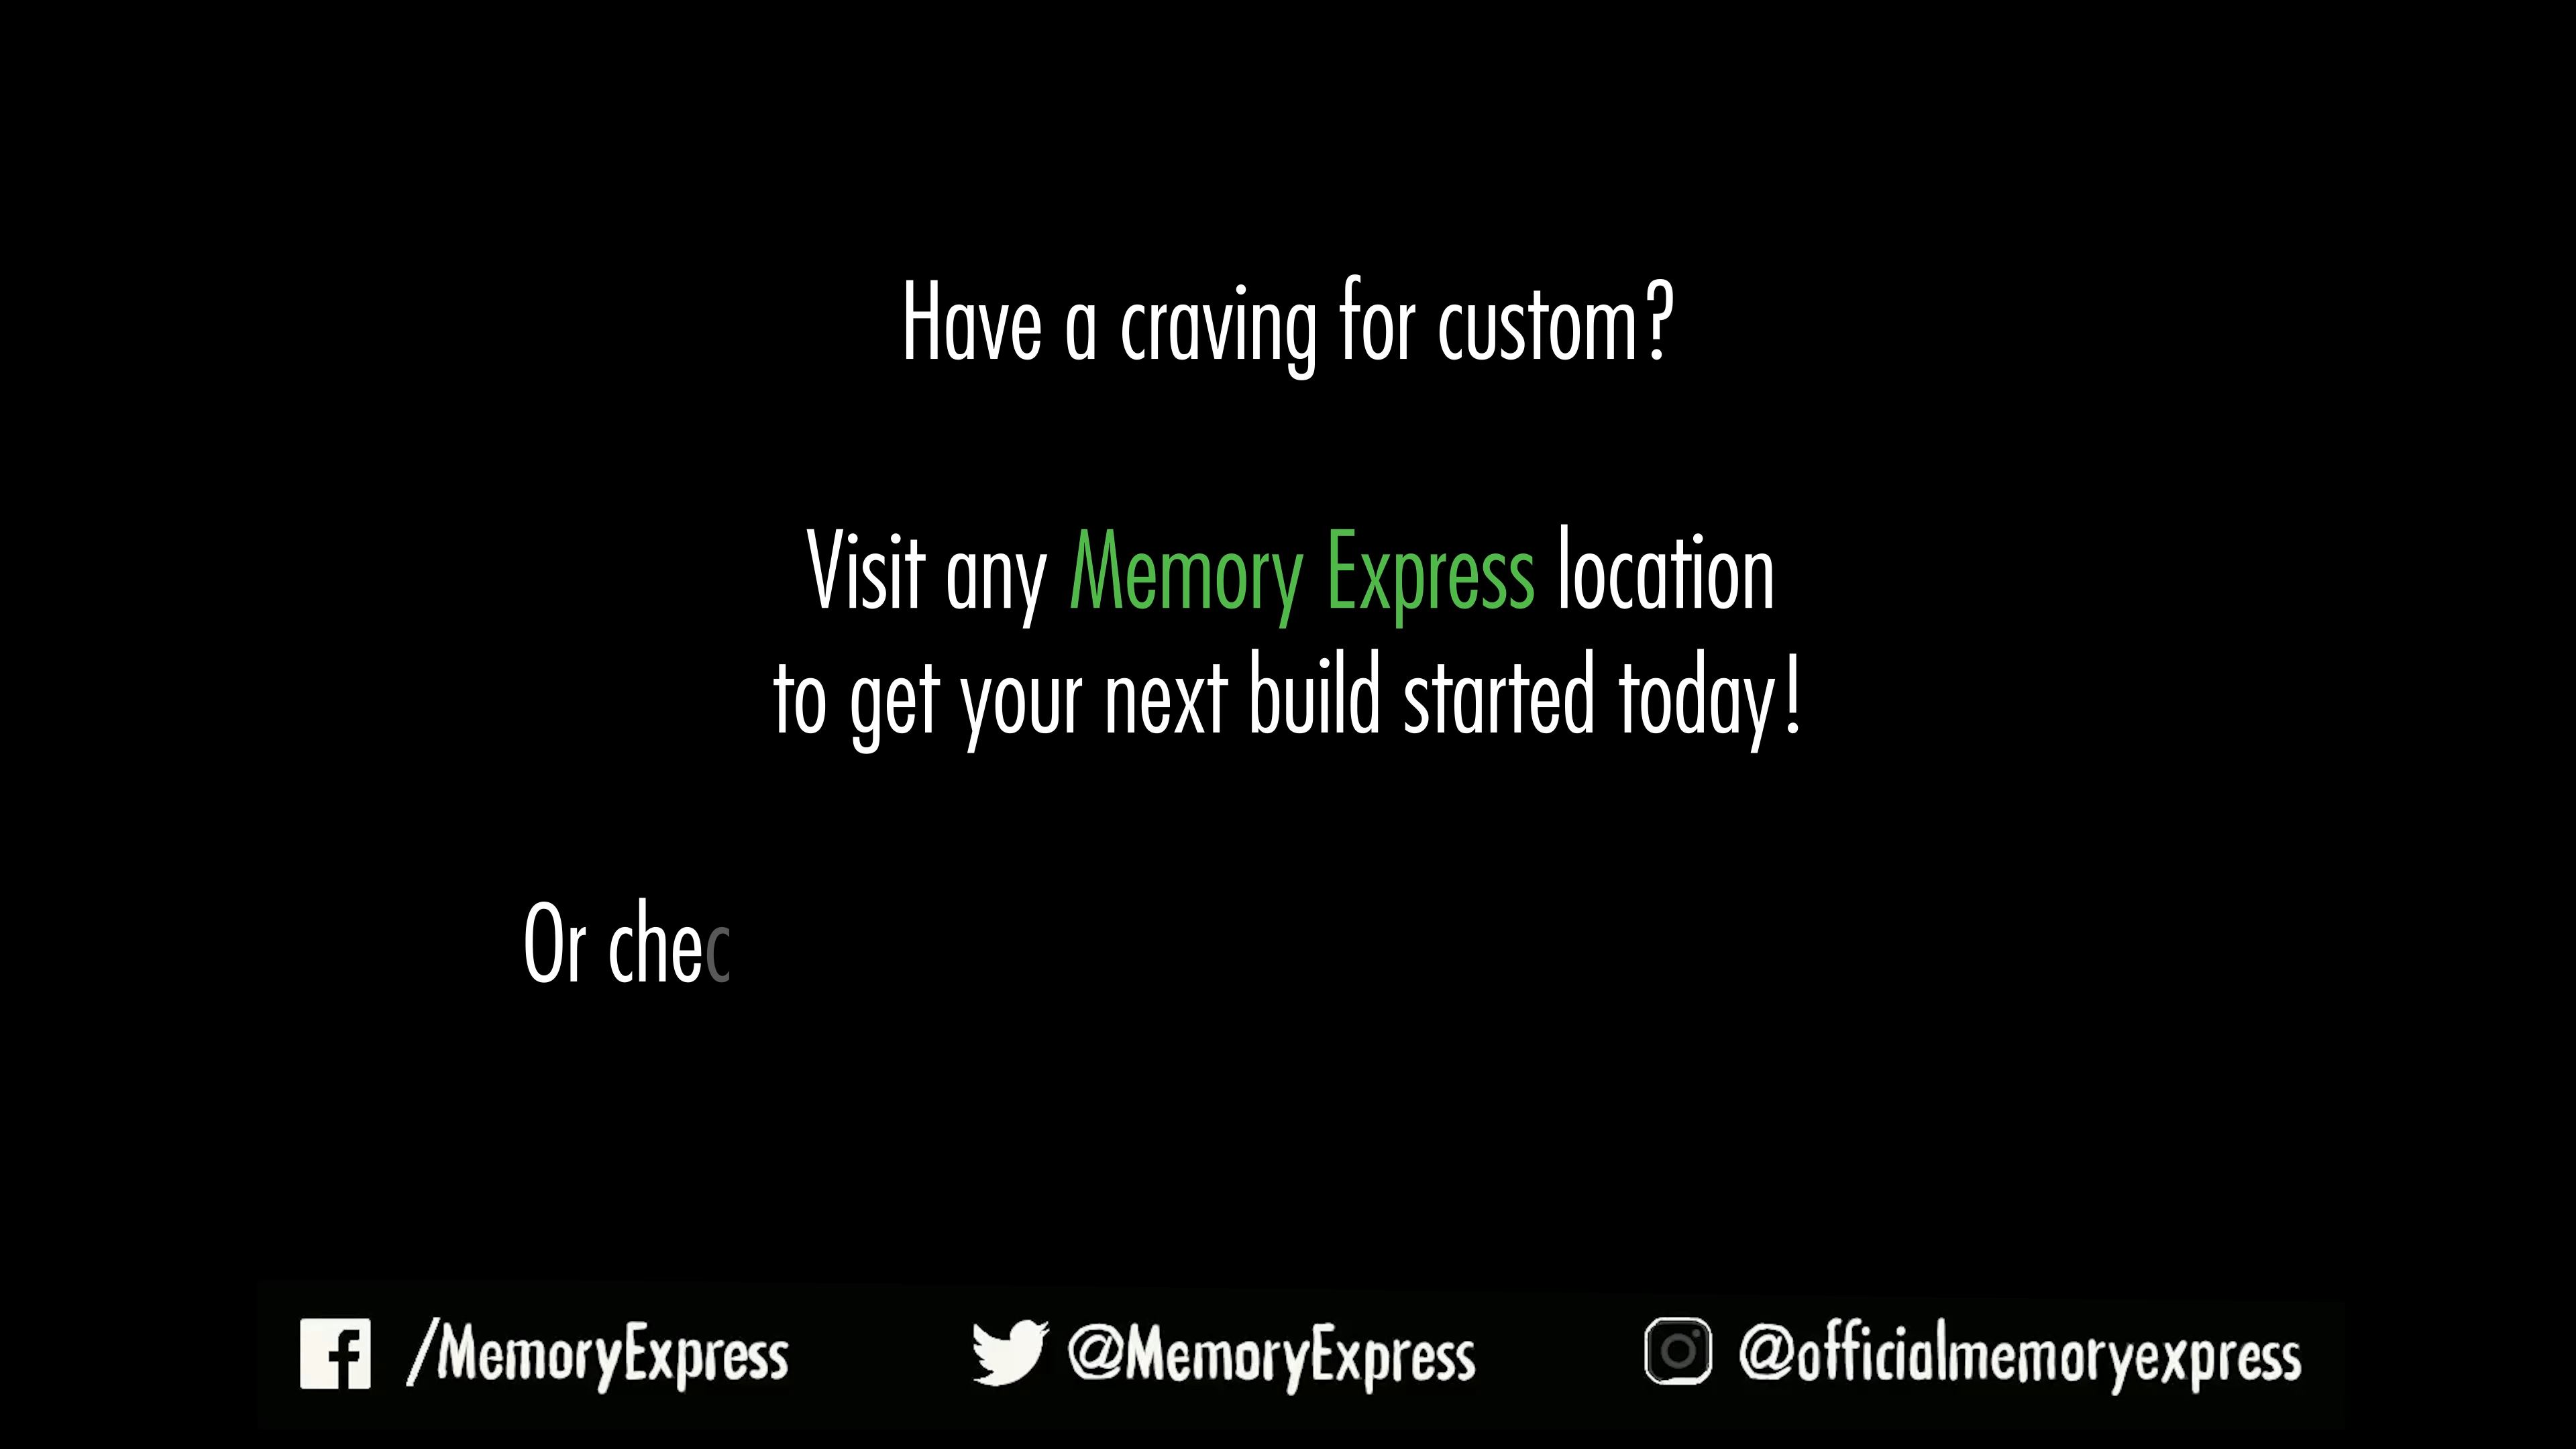 Have a craving for custom?
Visit any Memory Express location
to get your next build started today!
Or chec
/MemoryExpress @MemoryExpress @officialmemoryexpress